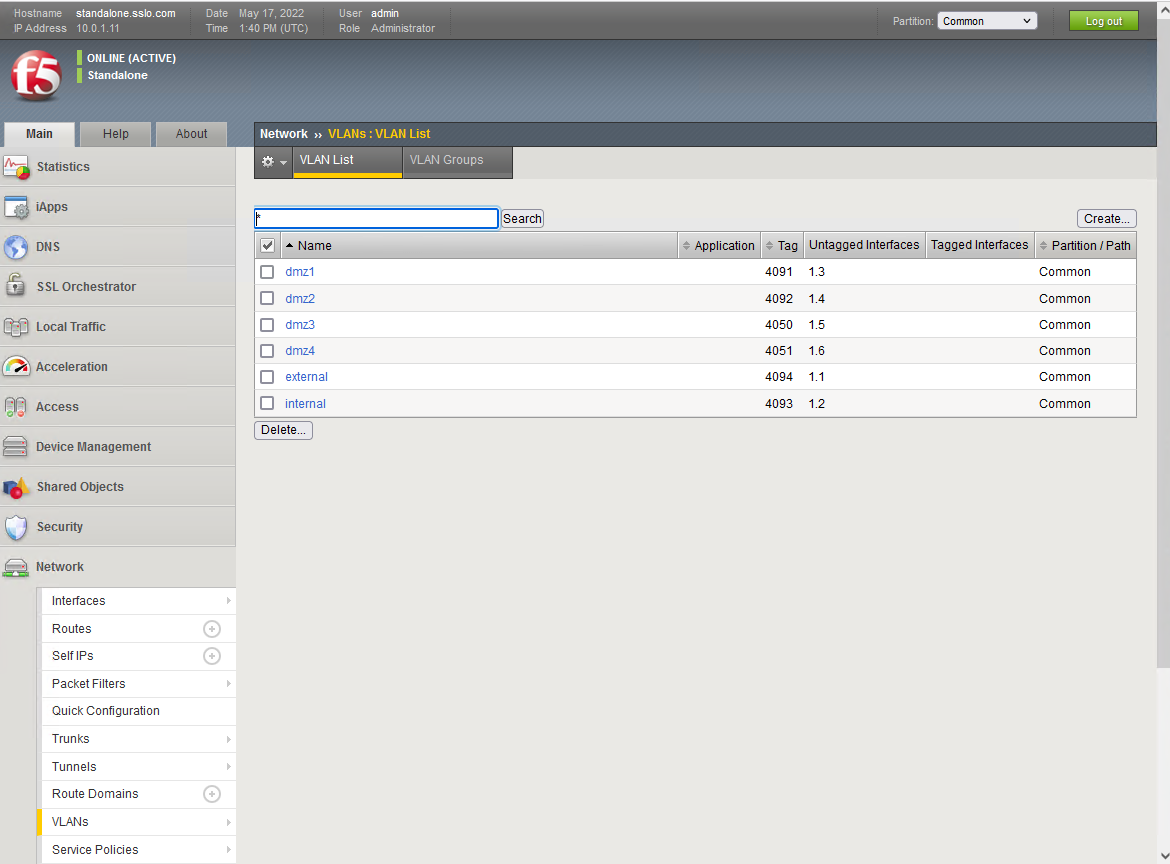 Hostname standalone.sslo.com Date May 17, 2022 User admin
IP Address 10.0.1.11 Time 1:40 PM (UTC) Role Administrator
Partition: Common Log out
f5
ONLINE (ACTIVE)
Standalone
Main Help About
Network ›› VLANs : VLAN List
VLAN List VLAN Groups
* Search Create...
Name Application Tag Untagged Interfaces Tagged Interfaces Partition / Path
dmz1 4091 1.3 Common
dmz2 4092 1.4 Common
dmz3 4050 1.5 Common
dmz4 4051 1.6 Common
external 4094 1.1 Common
internal 4093 1.2 Common
Delete...
Statistics
iApps
DNS
SSL Orchestrator
Local Traffic
Acceleration
Access
Device Management
Shared Objects
Security
Network
Interfaces
Routes
Self IPs
Packet Filters
Quick Configuration
Trunks
Tunnels
Route Domains
VLANs
Service Policies